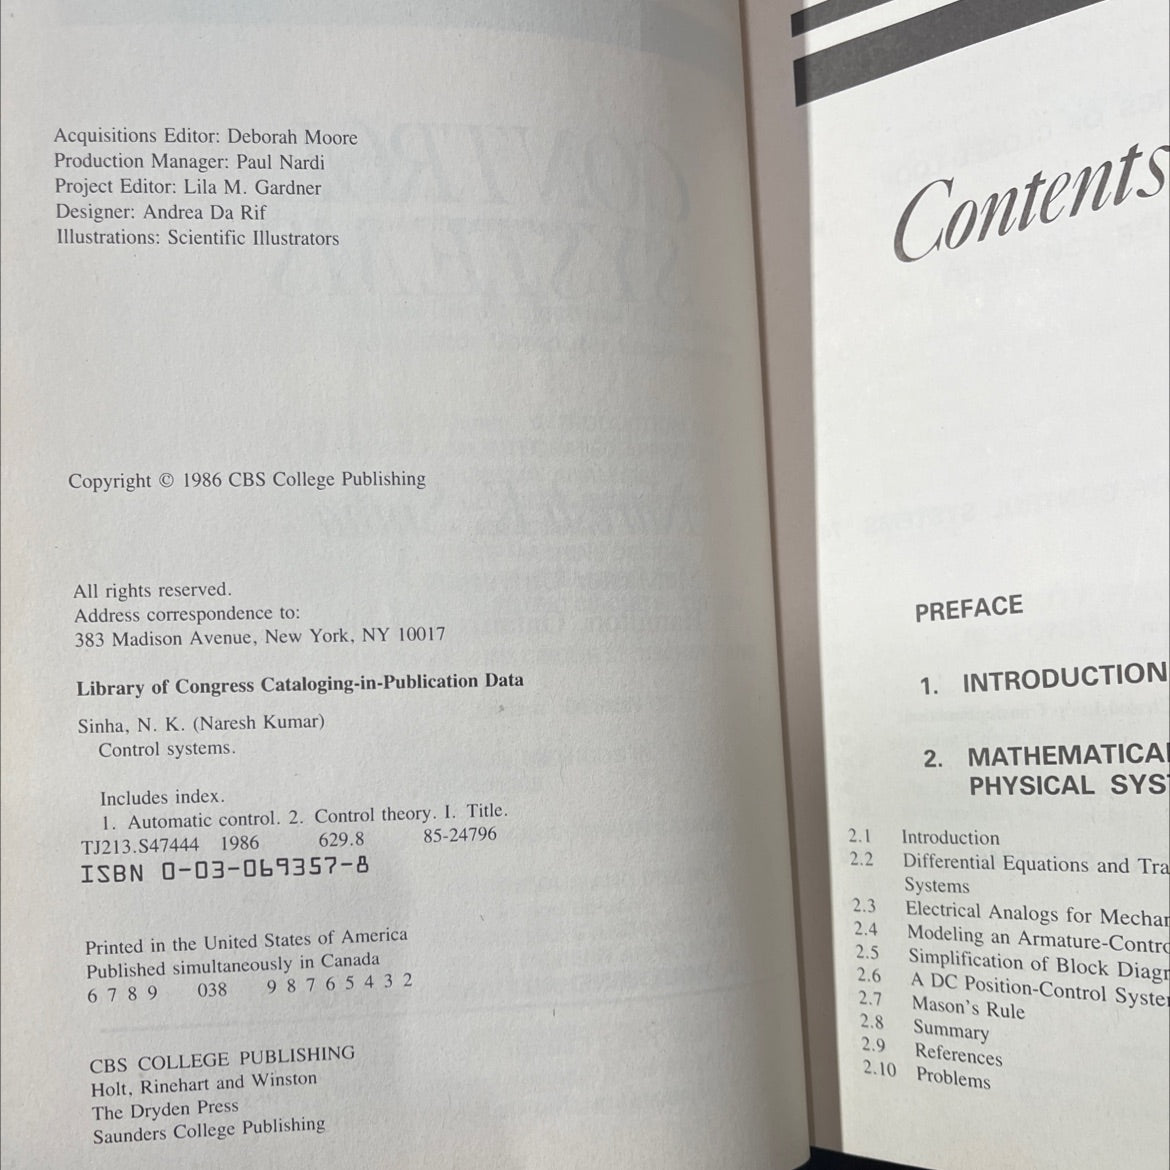 Acquisitions Editor: Deborah Moore
Production Manager: Paul Nardi
Project Editor: Lila M. Gardner
Designer: Andrea Da Rif
Illustrations: Scientific Illustrators
Copyright © 1986 CBS College Publishing
All rights reserved.
Address correspondence to:
383 Madison Avenue, New York, NY 10017
Library of Congress Cataloging-in-Publication Data
Sinha, N. K. (Naresh Kumar)
Control systems.
Includes index.
1. Automatic control. 2. Control theory. I. Title.
TJ213.S47444 1986 629.8 85-24796
ISBN 0-03-069357-8
Printed in the United States of America
Published simultaneously in Canada
6 7 8 9 038 9 8 7 6 5 4 3 2
CBS COLLEGE PUBLISHING
Holt, Rinehart and Winston
The Dryden Press
Saunders College Publishing
Contents
PREFACE
1. INTRODUCTION
2. MATHEMATICA
PHYSICAL SYS
2.1 Introduction
2.2 Differential Equations and Tra
Systems
2.3 Electrical Analogs for Mechan
2.4 Modeling an Armature-Contro
2.5 Simplification of Block Diagr
2.6 A DC Position-Control System
2.7 Mason's Rule
2.8 Summary
2.9 References
2.10 Problems